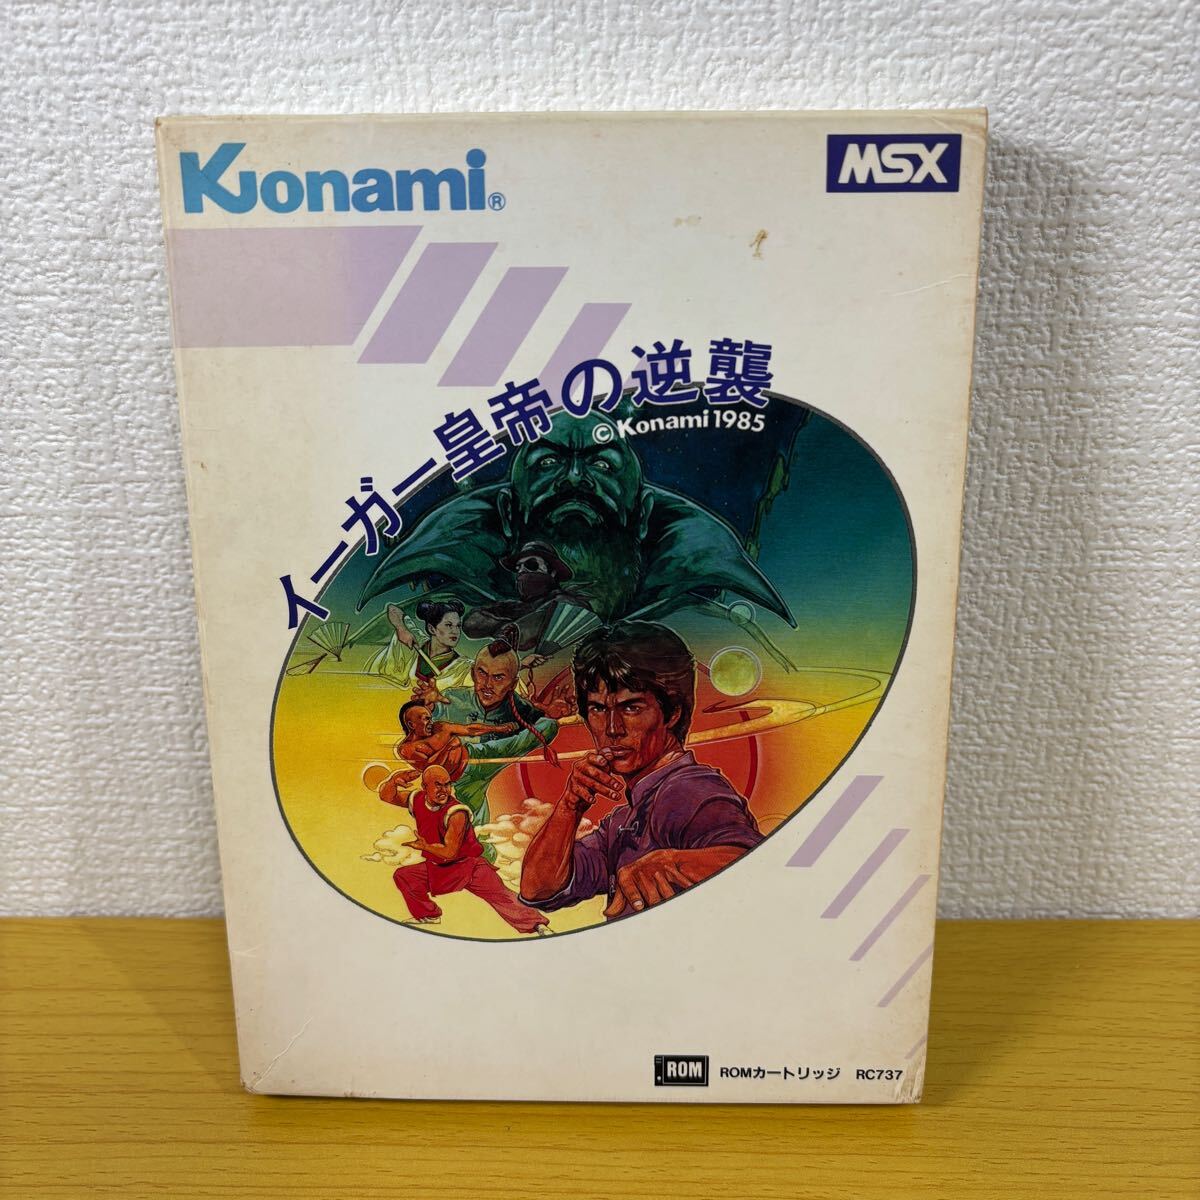 Konami®
MSX
イーガー皇帝の逆襲
©Konami 1985
ROM
ROMカートリッジ RC737